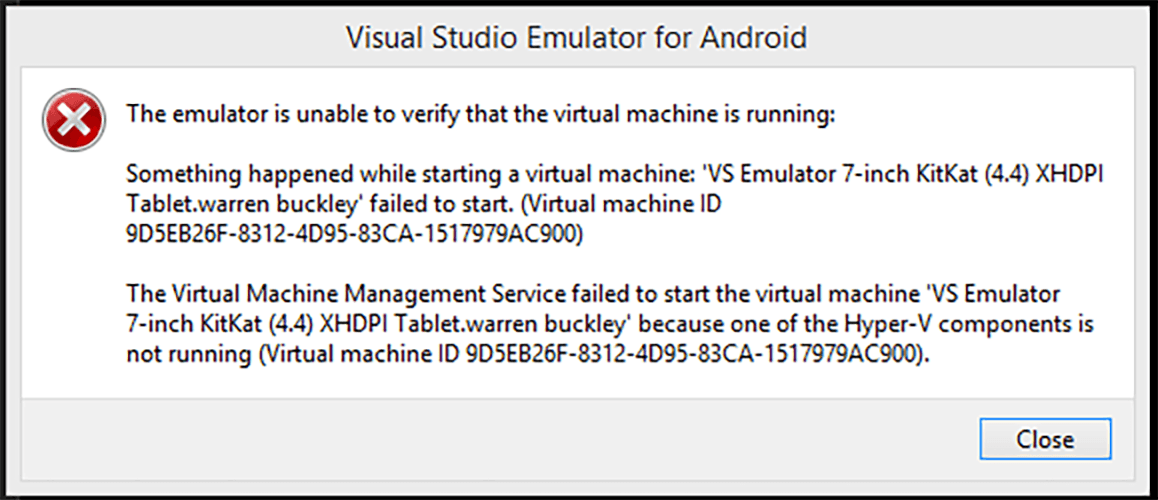 Visual Studio Emulator for Android
The emulator is unable to verify that the virtual machine is running:
Something happened while starting a virtual machine: 'VS Emulator 7-inch KitKat (4.4) XHDPI
Tablet.warren buckley' failed to start. (Virtual machine ID
9D5EB26F-8312-4D95-83CA-1517979AC900)
The Virtual Machine Management Service failed to start the virtual machine 'VS Emulator
7-inch KitKat (4.4) XHDPI Tablet.warren buckley' because one of the Hyper-V components is
not running (Virtual machine ID 9D5EB26F-8312-4D95-83CA-1517979AC900).
Close